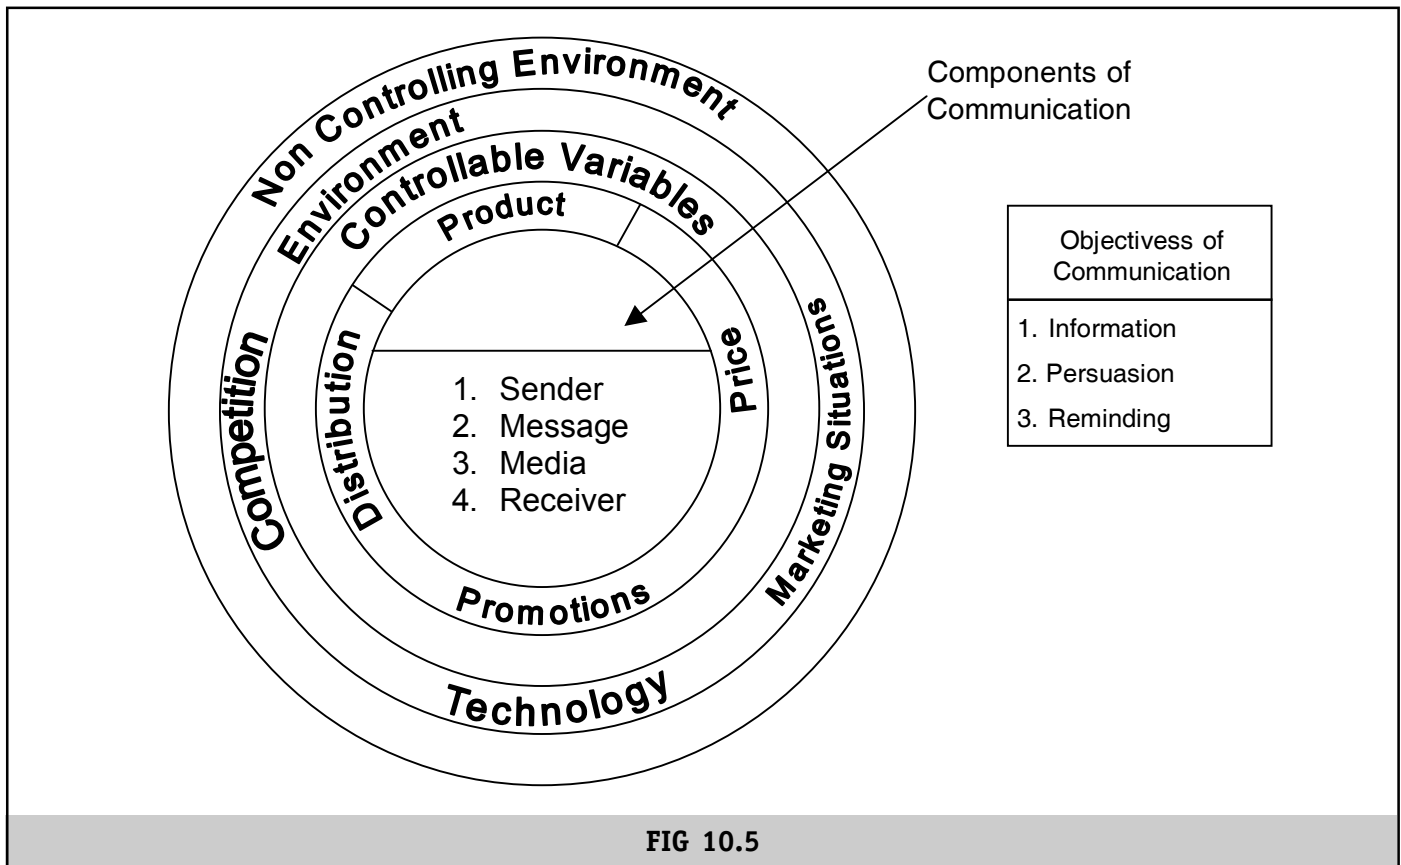 Non Controlling Environment
Environment
Controllable Variables
Product
Price
Distribution
Promotions
Competition
Marketing Situations
Technology
1. Sender
2. Message
3. Media
4. Receiver
Components of
Communication
Objectivess of
Communication
1. Information
2. Persuasion
3. Reminding
FIG 10.5